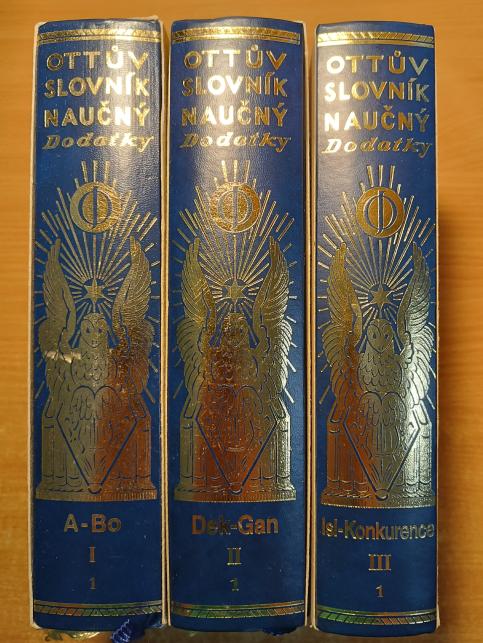 OTTŮV
SLOVNÍK
NAUČNÝ
Dodatky
A-Bo
I
1
OTTŮV
SLOVNÍK
NAUČNÝ
Dodatky
Dek-Gan
II
1
OTTŮV
SLOVNÍK
NAUČNÝ
Dodatky
Isl-Konkurence
III
1